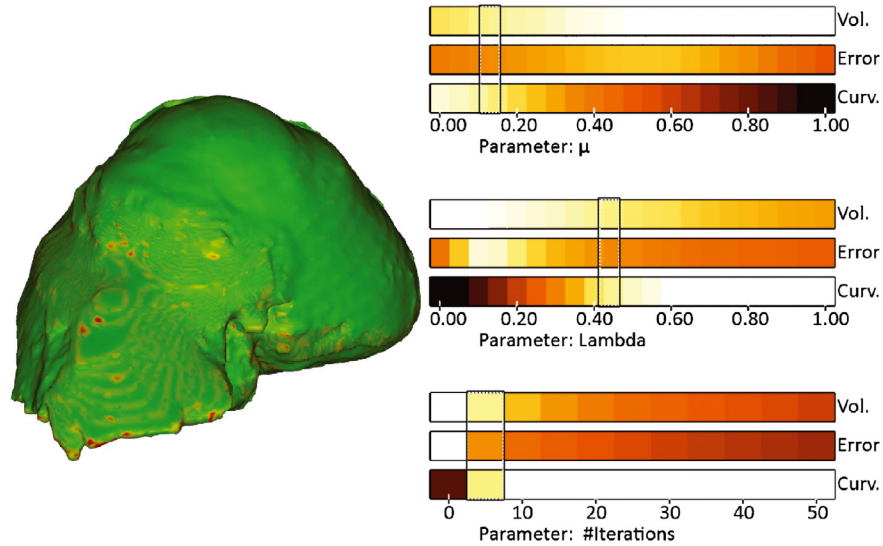 Vol.
Error
Curv.
0.00 0.20 0.40 0.60 0.80 1.00
Parameter: µ
Vol.
Error
Curv.
0.00 0.20 0.40 0.60 0.80 1.00
Parameter: Lambda
Vol.
Error
Curv.
0 10 20 30 40 50
Parameter: #Iterations